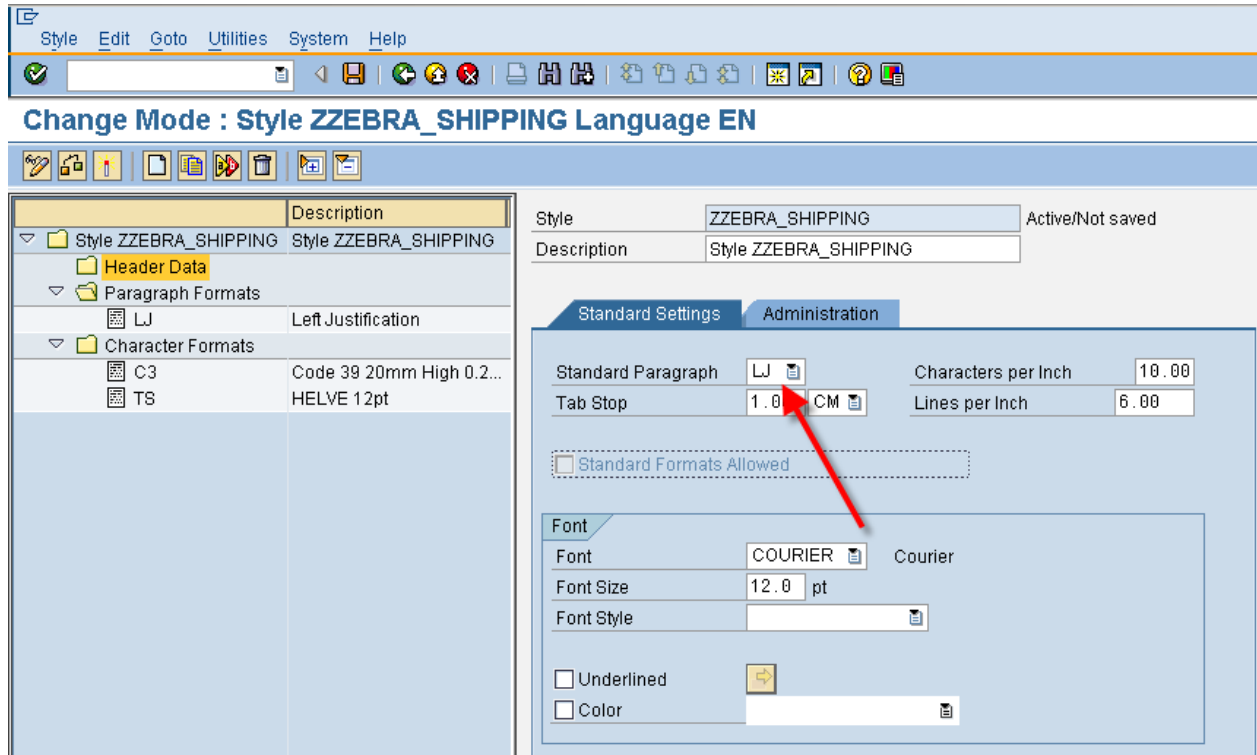 Style Edit Goto Utilities System Help
Change Mode : Style ZZEBRA_SHIPPING Language EN
Description
Style ZZEBRA_SHIPPING Style ZZEBRA_SHIPPING
Header Data
Paragraph Formats
LJ Left Justification
Character Formats
C3 Code 39 20mm High 0.2...
TS HELVE 12pt
Style ZZEBRA_SHIPPING Active/Not saved
Description Style ZZEBRA_SHIPPING
Standard Settings Administration
Standard Paragraph LJ Characters per Inch 10.00
Tab Stop 1.0 CM Lines per Inch 6.00
Standard Formats Allowed
Font
Font COURIER Courier
Font Size 12.0 pt
Font Style
Underlined
Color